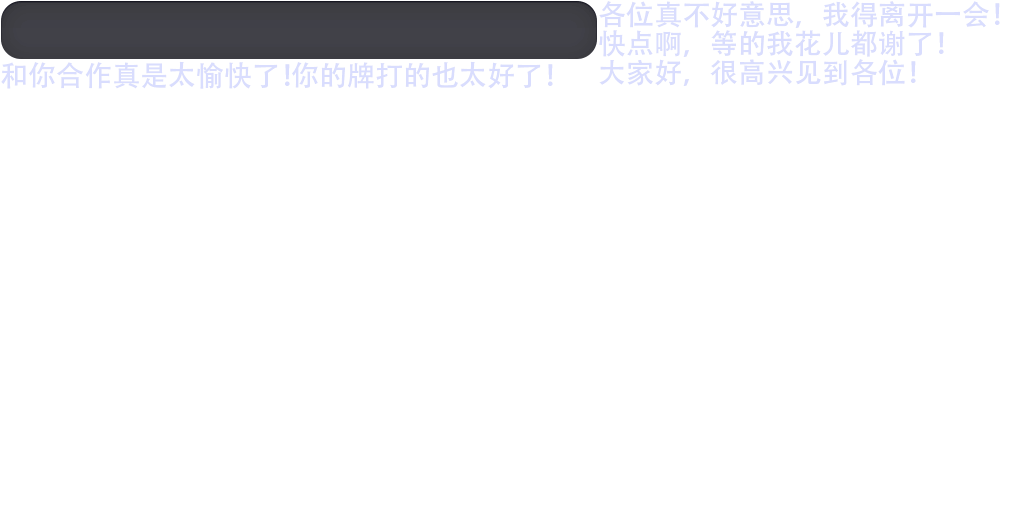 各位真不好意思，我得离开一会！
快点啊，等的我花儿都谢了！
大家好，很高兴见到各位！
和你合作真是太愉快了！
你的牌打的也太好了！